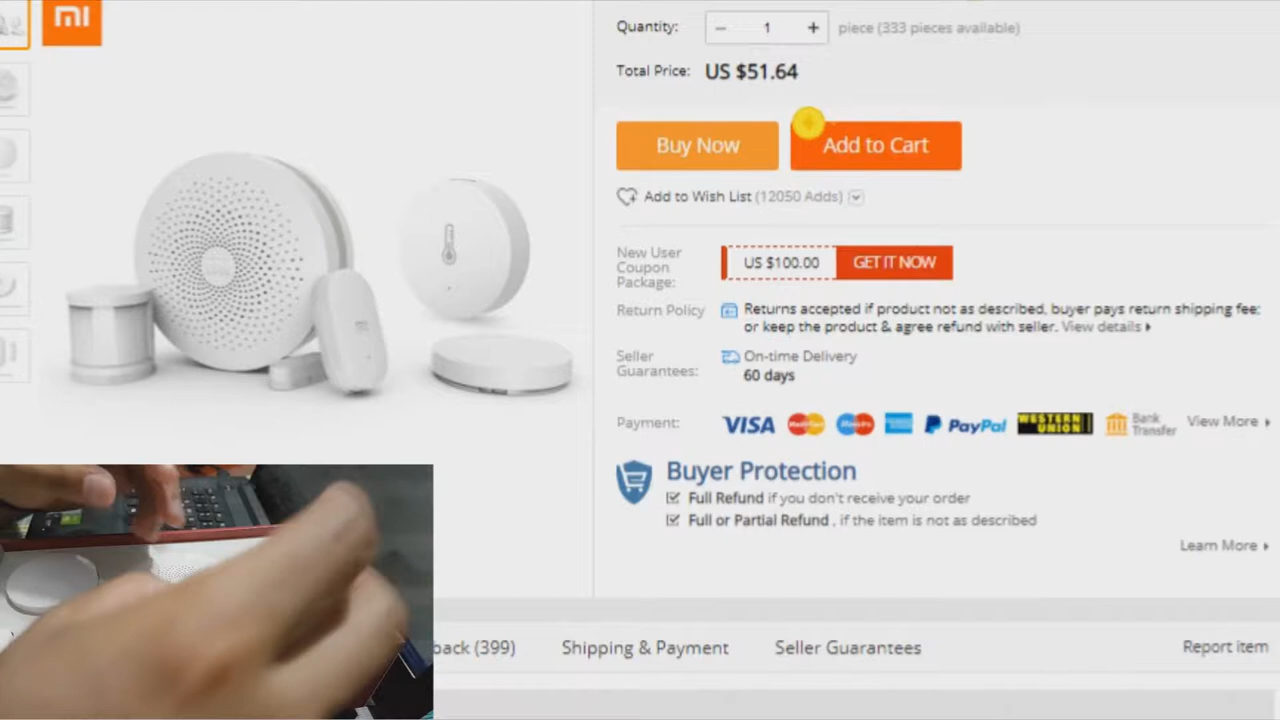 mi
Quantity: − 1 + piece (333 pieces available)
Total Price: US $51.64
Buy Now Add to Cart
Add to Wish List (12050 Adds)
New User Coupon Package: US $100.00 GET IT NOW
Return Policy Returns accepted if product not as described, buyer pays return shipping fee;
or keep the product & agree refund with seller. View details
Seller Guarantees: On-time Delivery
60 days
Payment: VISA MasterCard Maestro PayPal WESTERN UNION Bank Transfer View More
Buyer Protection
Full Refund if you don't receive your order
Full or Partial Refund , if the item is not as described
Learn More
back (399) Shipping & Payment Seller Guarantees Report item